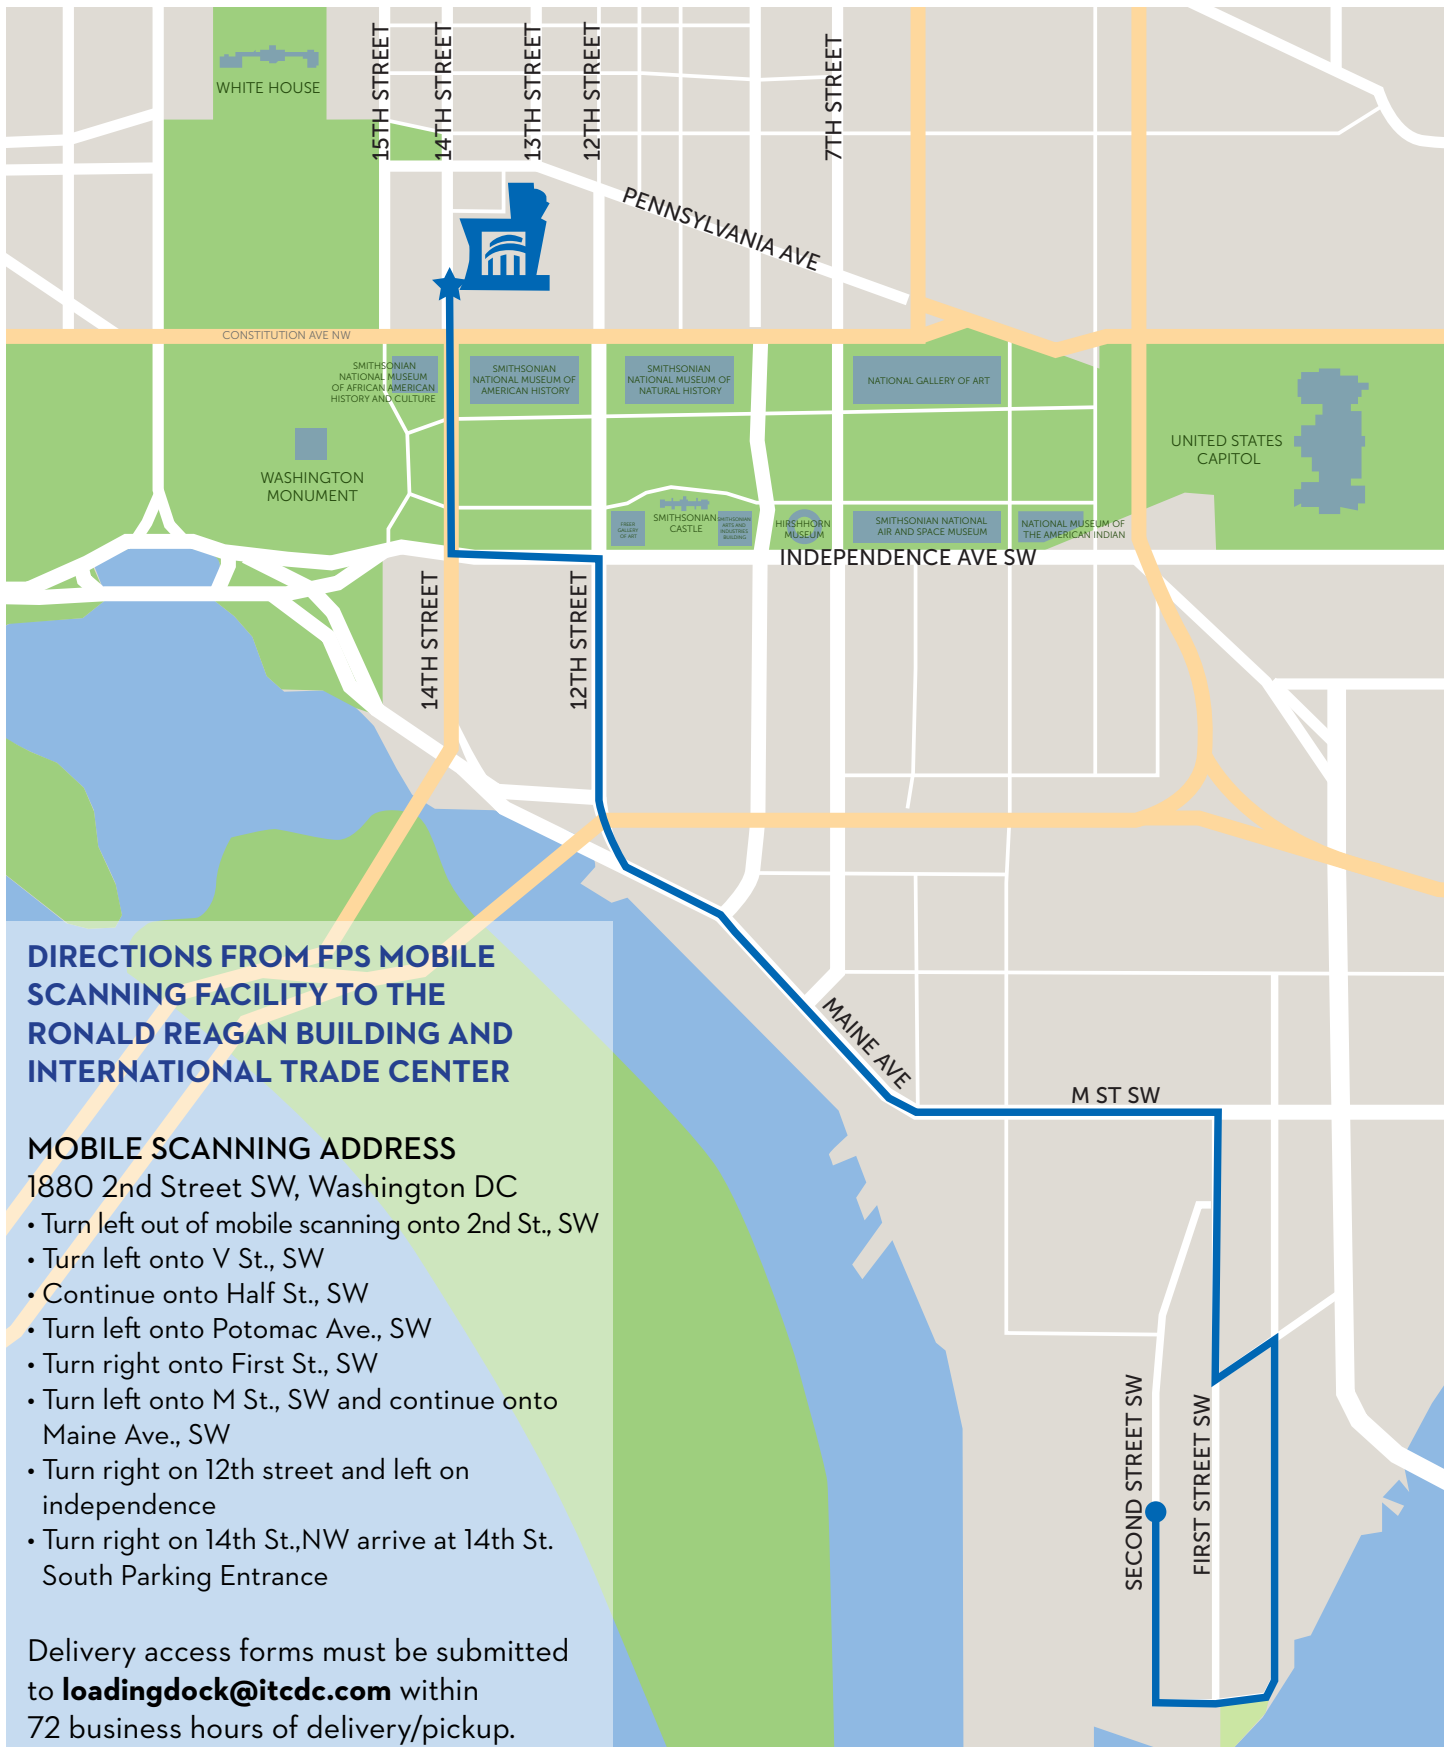 WHITE HOUSE
15TH STREET
14TH STREET
13TH STREET
12TH STREET
7TH STREET
PENNSYLVANIA AVE
CONSTITUTION AVE NW
SMITHSONIAN
NATIONAL MUSEUM
OF AFRICAN AMERICAN
HISTORY AND CULTURE
SMITHSONIAN
NATIONAL MUSEUM OF
AMERICAN HISTORY
SMITHSONIAN
NATIONAL MUSEUM OF
NATURAL HISTORY
NATIONAL GALLERY OF ART
UNITED STATES
CAPITOL
WASHINGTON
MONUMENT
FREER
GALLERY
OF ART
SMITHSONIAN
CASTLE
SMITHSONIAN
ARTS AND
INDUSTRIES
BUILDING
HIRSHHORN
MUSEUM
SMITHSONIAN NATIONAL
AIR AND SPACE MUSEUM
NATIONAL MUSEUM OF
THE AMERICAN INDIAN
INDEPENDENCE AVE SW
14TH STREET
12TH STREET
MAINE AVE
M ST SW
SECOND STREET SW
FIRST STREET SW
DIRECTIONS FROM FPS MOBILE
SCANNING FACILITY TO THE
RONALD REAGAN BUILDING AND
INTERNATIONAL TRADE CENTER
MOBILE SCANNING ADDRESS
1880 2nd Street SW, Washington DC
• Turn left out of mobile scanning onto 2nd St., SW
• Turn left onto V St., SW
• Continue onto Half St., SW
• Turn left onto Potomac Ave., SW
• Turn right onto First St., SW
• Turn left onto M St., SW and continue onto
Maine Ave., SW
• Turn right on 12th street and left on
independence
• Turn right on 14th St.,NW arrive at 14th St.
South Parking Entrance
Delivery access forms must be submitted
to loadingdock@itcdc.com within
72 business hours of delivery/pickup.